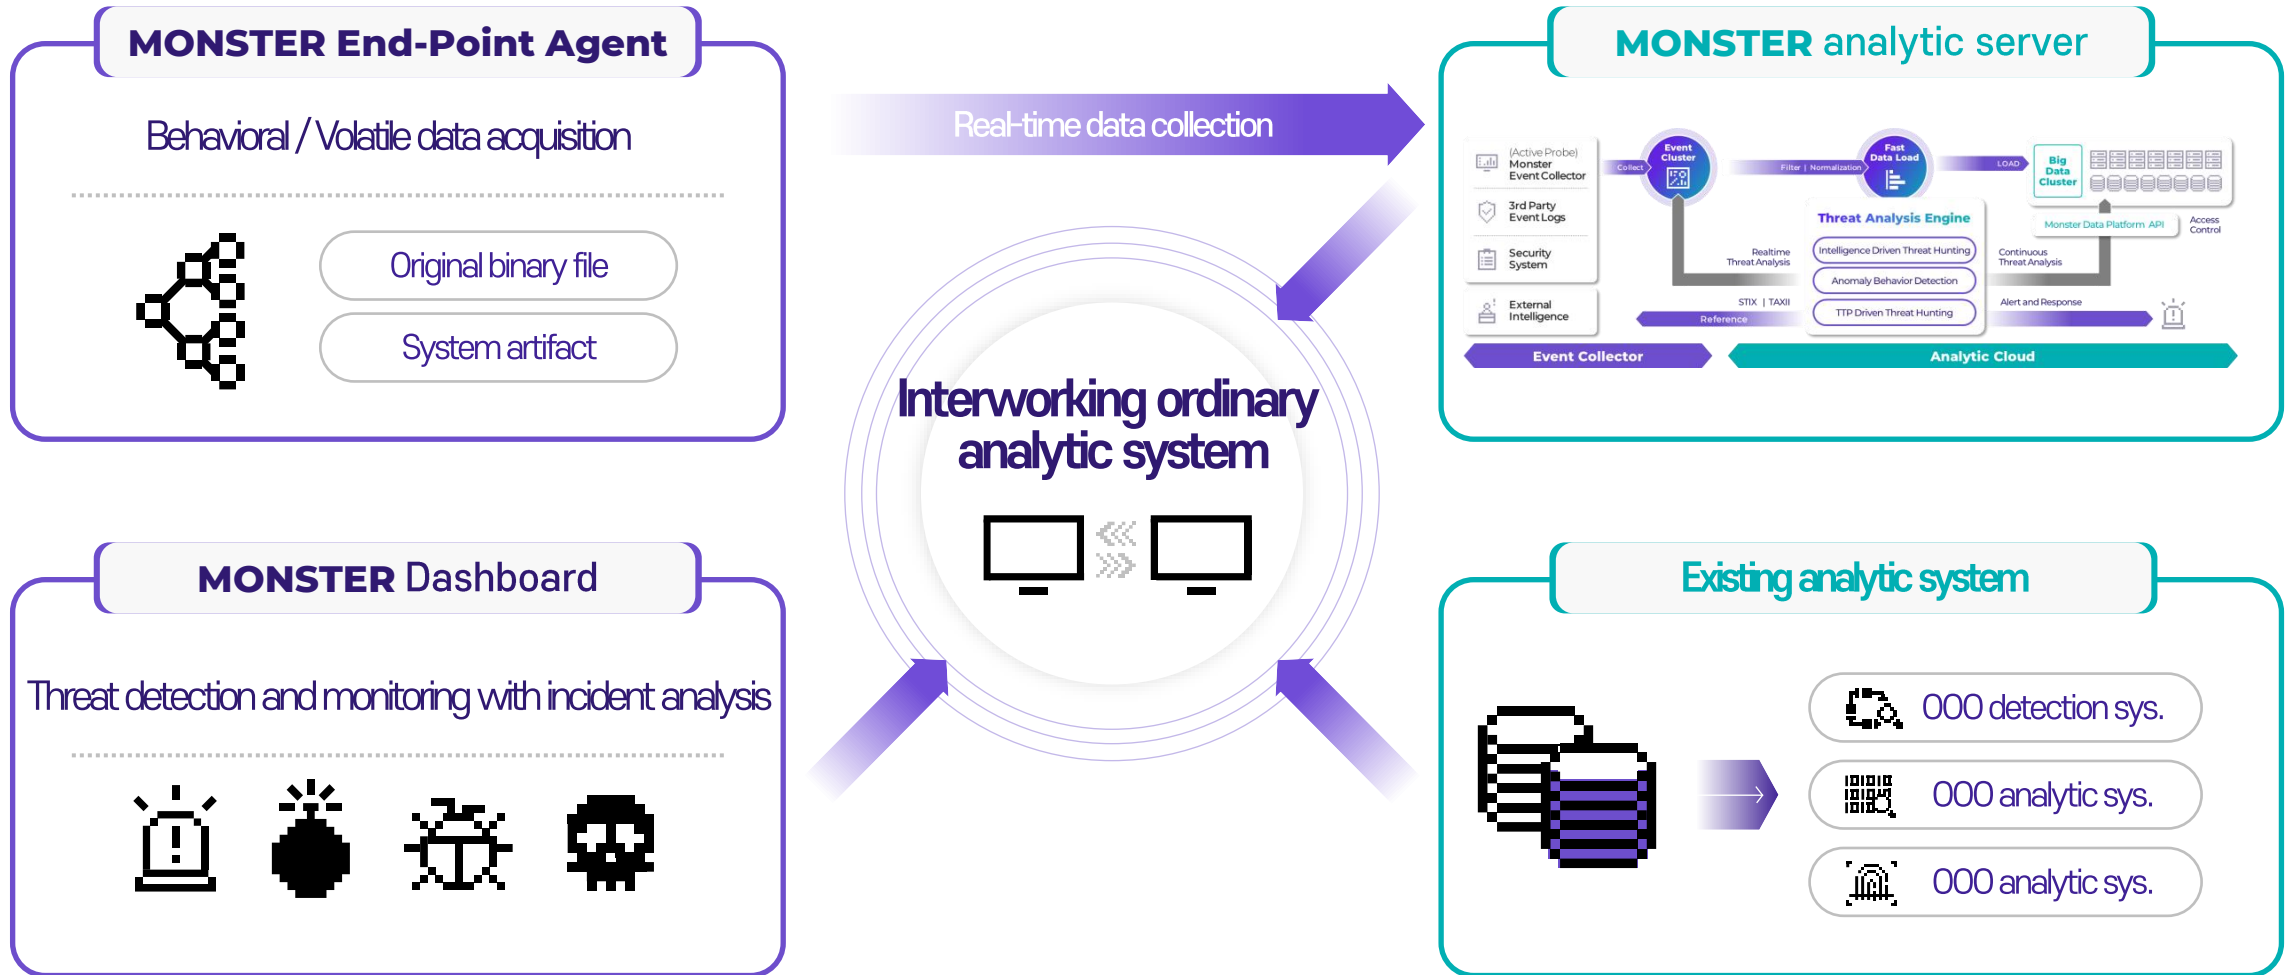 MONSTER End-Point Agent
Behavioral / Volatile data acquisition
Original binary file
System artifact
Real-time data collection
MONSTER analytic server
(Active Probe)
Monster
Event Collector
3rd Party
Event Logs
Security
System
External
Intelligence
Collect
Event
Cluster
Filter | Normalization
Fast
Data Load
LOAD
Big
Data
Cluster
Monster Data Platform API
Access
Control
Threat Analysis Engine
Intelligence Driven Threat Hunting
Anomaly Behavior Detection
TTP Driven Threat Hunting
Realtime
Threat Analysis
Continuous
Threat Analysis
STIX | TAXII
Reference
Alert and Response
Event Collector
Analytic Cloud
Interworking ordinary
analytic system
MONSTER Dashboard
Threat detection and monitoring with incident analysis
Existing analytic system
OOO detection sys.
OOO analytic sys.
OOO analytic sys.